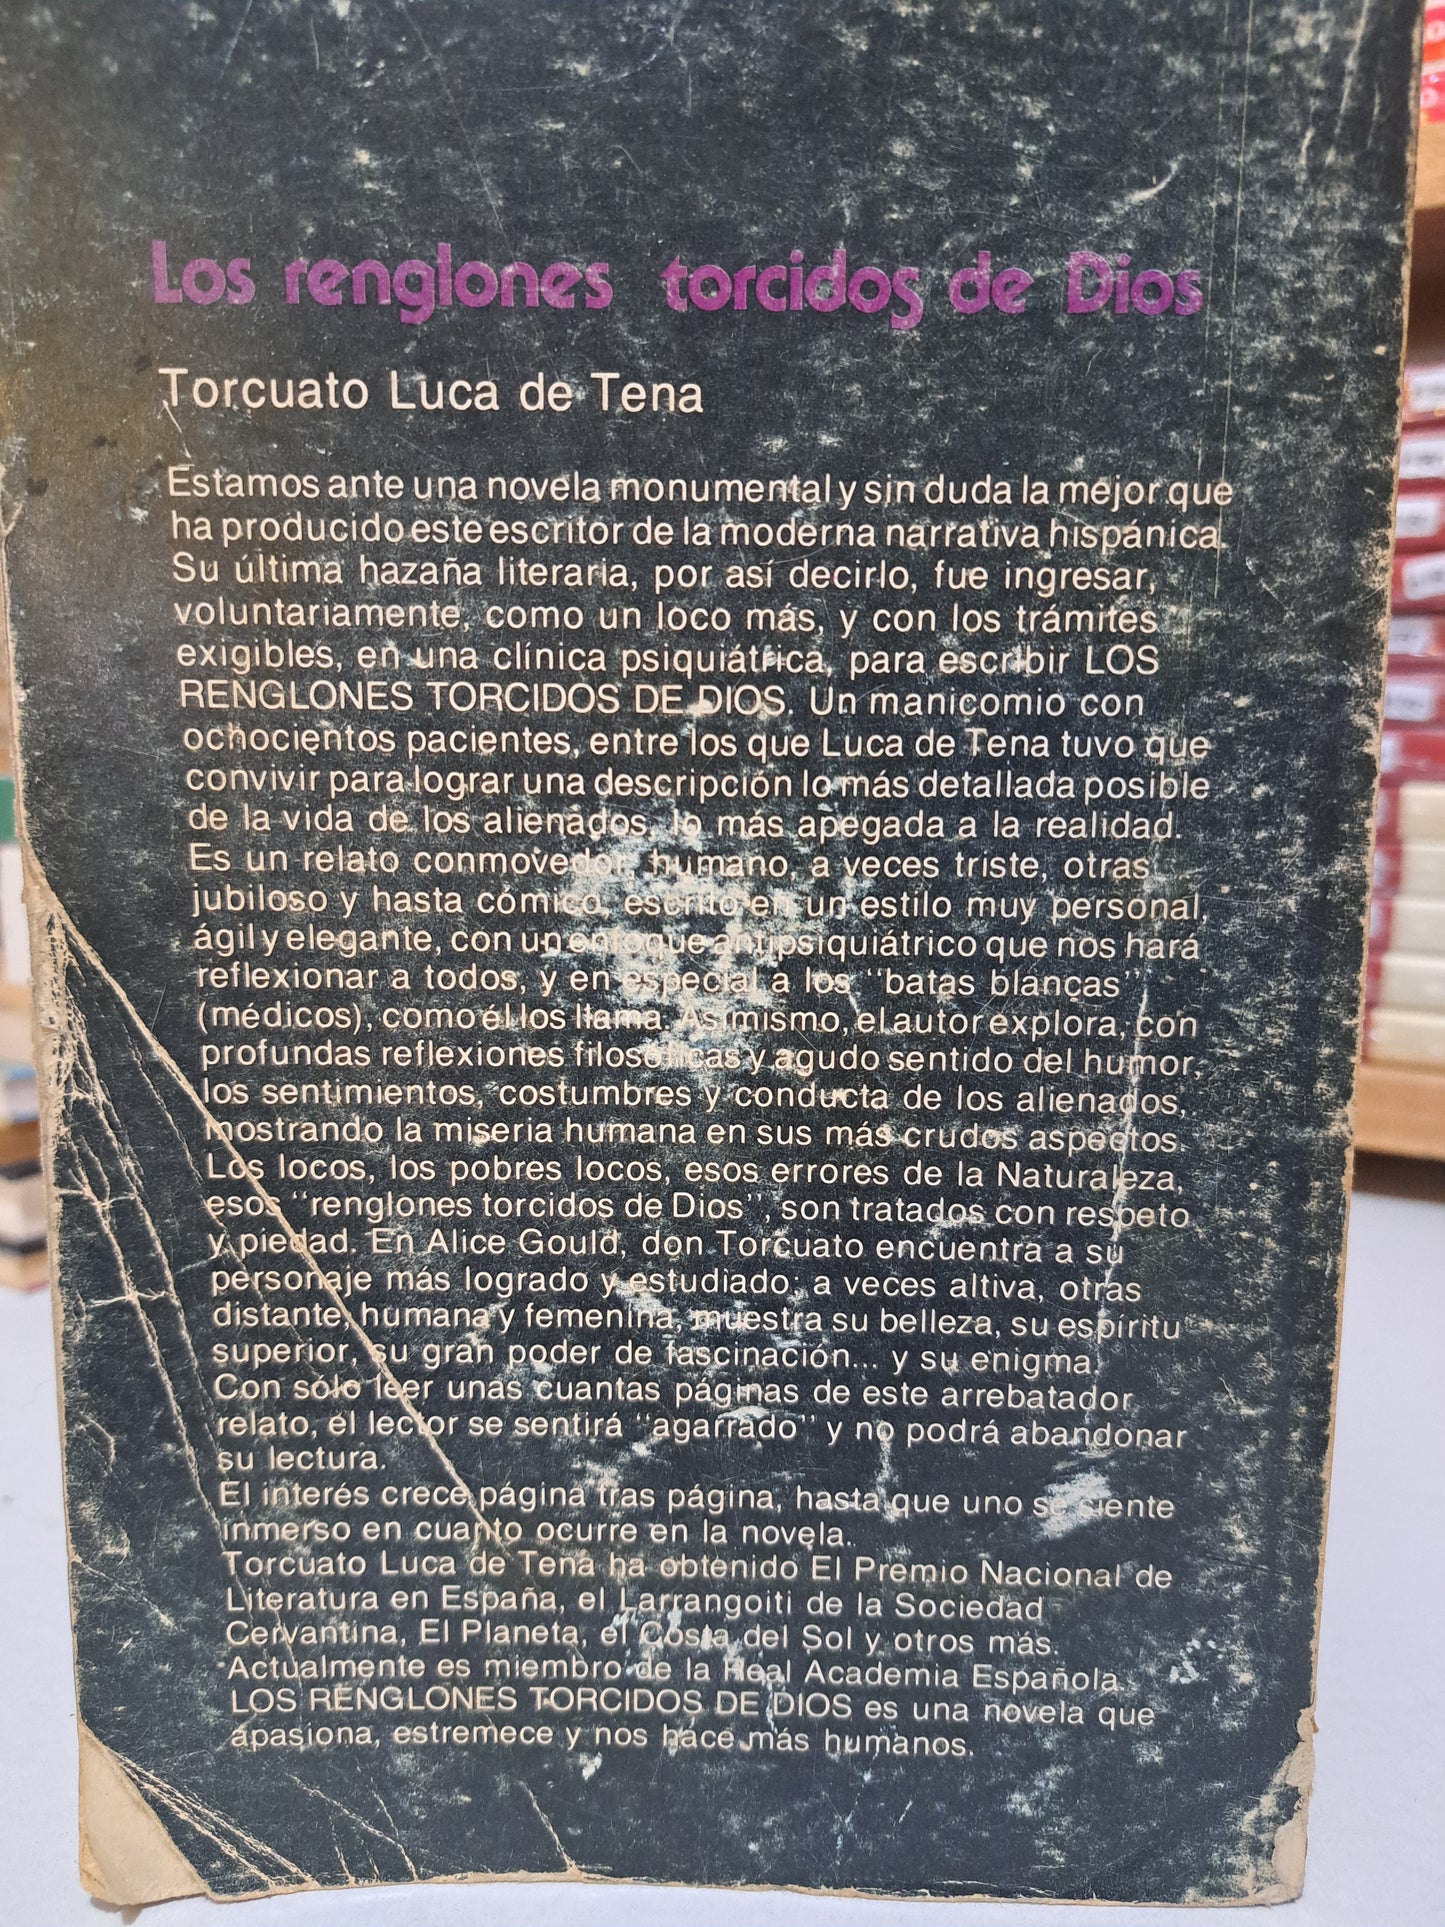 Los renglones torcidos de Dios
Torcuato Luca de Tena
Estamos ante una novela monumental y sin duda la mejor que
ha producido este escritor de la moderna narrativa hispánica.
Su última hazaña literaria, por así decirlo, fue ingresar,
voluntariamente, como un loco más, y con los trámites
exigibles, en una clínica psiquiátrica, para escribir LOS
RENGLONES TORCIDOS DE DIOS. Un manicomio con
ochocientos pacientes, entre los que Luca de Tena tuvo que
convivir para lograr una descripción lo más detallada posible
de la vida de los alienados, lo más apegada a la realidad.
Es un relato conmovedor, humano, a veces triste, otras
jubiloso y hasta cómico, escrito en un estilo muy personal,
ágil y elegante, con un enfoque antipsiquiátrico que nos hará
reflexionar a todos, y en especial a los "batas blancas"
(médicos), como él los llama. Asimismo, el autor explora, con
profundas reflexiones filosóficas y agudo sentido del humor,
los sentimientos, costumbres y conducta de los alienados,
mostrando la miseria humana en sus más crudos aspectos.
Los locos, los pobres locos, esos errores de la Naturaleza,
esos "renglones torcidos de Dios", son tratados con respeto
y piedad. En Alice Gould, don Torcuato encuentra a su
personaje más logrado y estudiado; a veces altiva, otras
distante, humana y femenina, muestra su belleza, su espíritu
superior, su gran poder de fascinación... y su enigma.
Con sólo leer unas cuantas páginas de este arrebatador
relato, el lector se sentirá "agarrado" y no podrá abandonar
su lectura.
El interés crece página tras página, hasta que uno se siente
inmerso en cuanto ocurre en la novela.
Torcuato Luca de Tena ha obtenido El Premio Nacional de
Literatura en España, el Larrangoiti de la Sociedad
Cervantina, El Planeta, el Costa del Sol y otros más.
Actualmente es miembro de la Real Academia Española.
LOS RENGLONES TORCIDOS DE DIOS es una novela que
apasiona, estremece y nos hace más humanos.